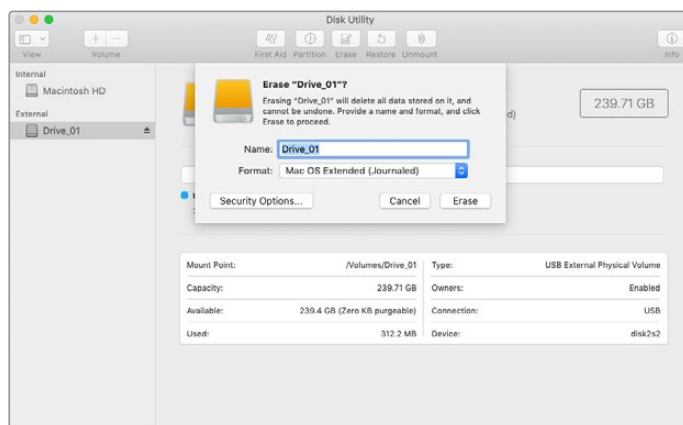 Disk Utility
View
Volume
First Aid Partition Erase Restore Unmount
Info
Internal
Macintosh HD
External
Drive_01
Erase "Drive_01"?
Erasing "Drive_01" will delete all data stored on it, and
cannot be undone. Provide a name and format, and click
Erase to proceed.
d)
239.71 GB
Name: Drive_01
Format: Mac OS Extended (Journaled)
Security Options... Cancel Erase
Mount Point: /Volumes/Drive_01 Type: USB External Physical Volume
Capacity: 239.71 GB Owners: Enabled
Available: 239.4 GB (Zero KB purgeable) Connection: USB
Used: 312.2 MB Device: disk2s2